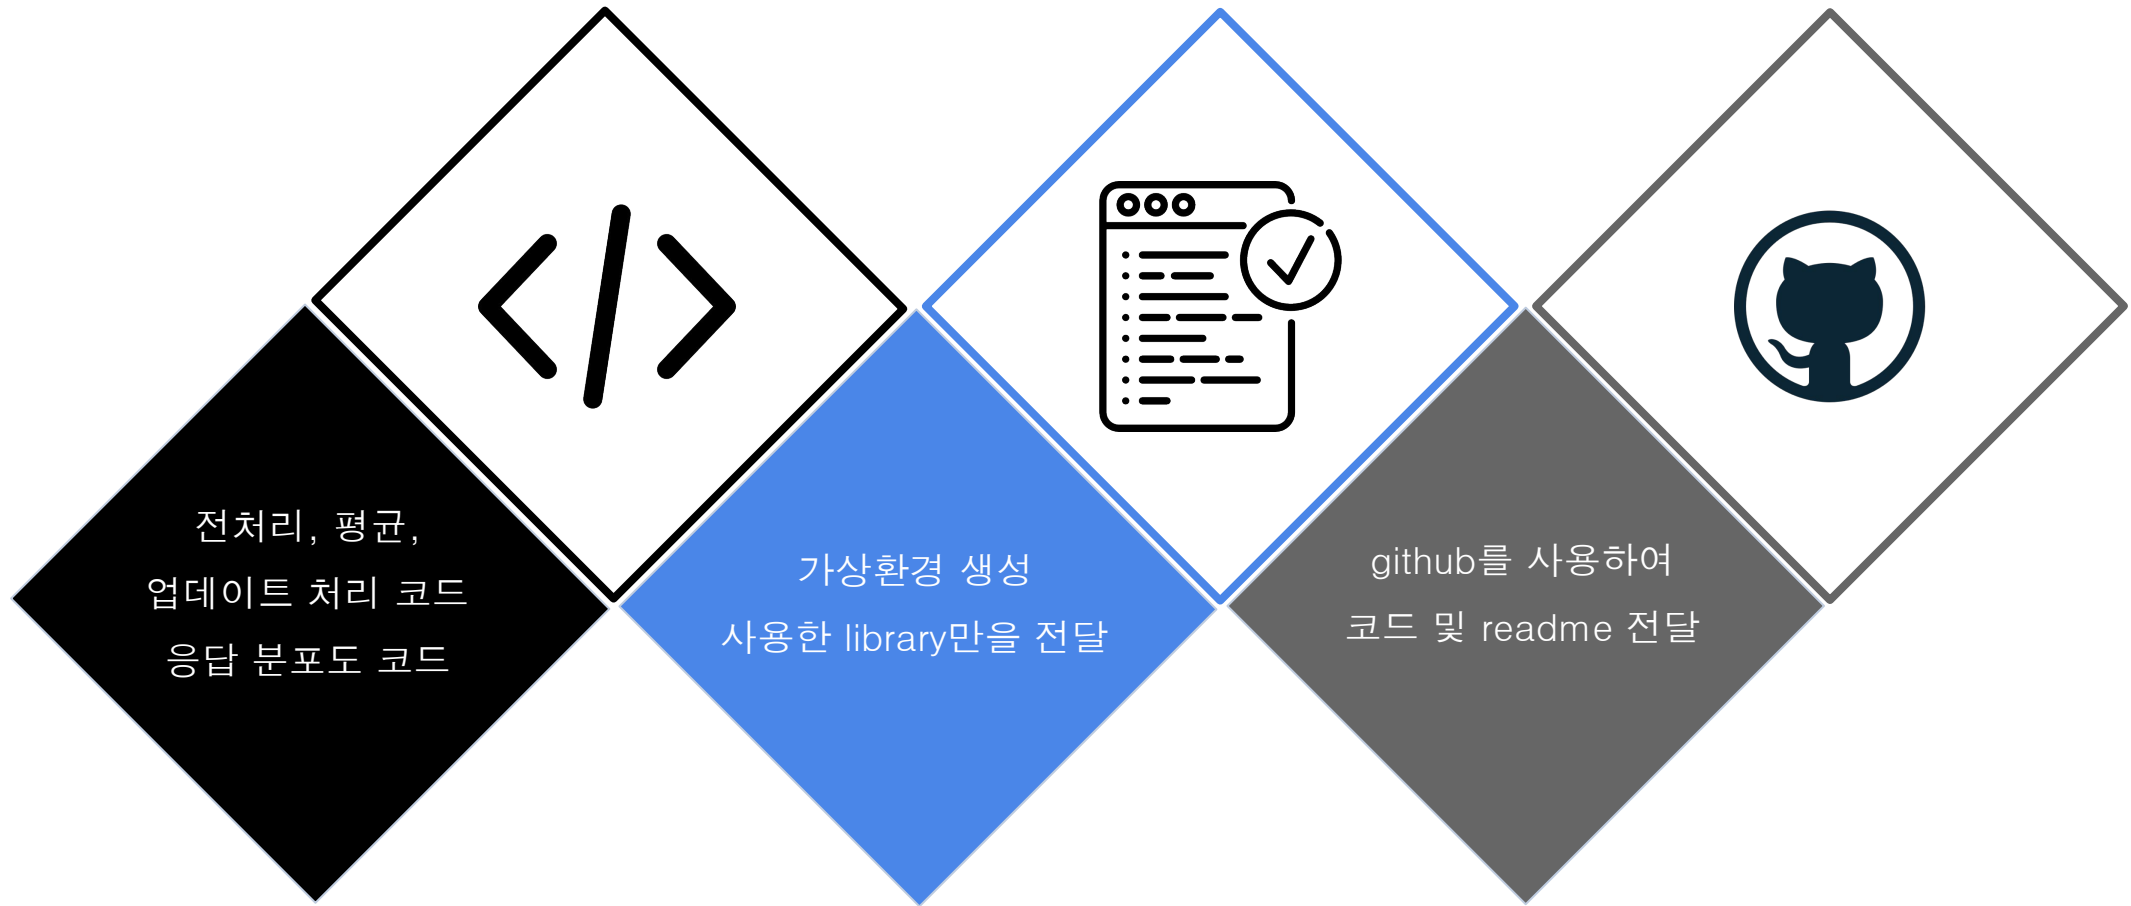 전처리, 평균,
업데이트 처리 코드
응답 분포도 코드
가상환경 생성
사용한 library만을 전달
github를 사용하여
코드 및 readme 전달